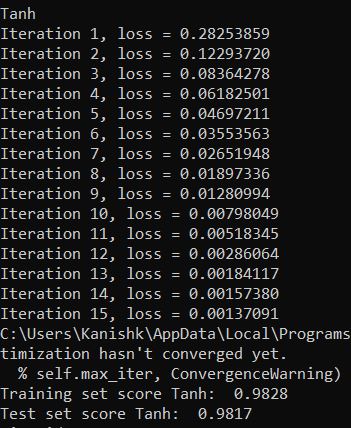 Tanh
Iteration 1, loss = 0.28253859
Iteration 2, loss = 0.12293720
Iteration 3, loss = 0.08364278
Iteration 4, loss = 0.06182501
Iteration 5, loss = 0.04697211
Iteration 6, loss = 0.03553563
Iteration 7, loss = 0.02651948
Iteration 8, loss = 0.01897336
Iteration 9, loss = 0.01280994
Iteration 10, loss = 0.00798049
Iteration 11, loss = 0.00518345
Iteration 12, loss = 0.00286064
Iteration 13, loss = 0.00184117
Iteration 14, loss = 0.00157380
Iteration 15, loss = 0.00137091
C:\Users\Kanishk\AppData\Local\Programs
timization hasn't converged yet.
  % self.max_iter, ConvergenceWarning)
Training set score Tanh:  0.9828
Test set score Tanh:  0.9817